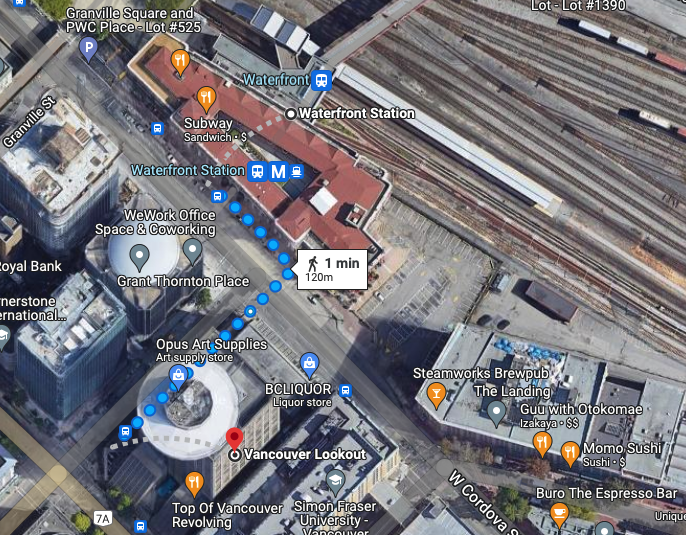 Granville Square and
PWC Place - Lot #525
Lot - Lot #1390
P
Waterfront
Waterfront Station
Granville St
Subway
Sandwich · $
Waterfront Station
M
WeWork Office
Space & Coworking
Grant Thornton Place
1 min
120m
Royal Bank
rnerstone
ernational...
Opus Art Supplies
Art supply store
BCLIQUOR
Liquor store
Steamworks Brewpub
The Landing
Guu with Otokomae
Izakaya · $$
Momo Sushi
Sushi · $
Vancouver Lookout
W Cordova S
Buro The Espresso Bar
Top Of Vancouver
Revolving
Simon Fraser
University -
Vancouver
Unique
7A